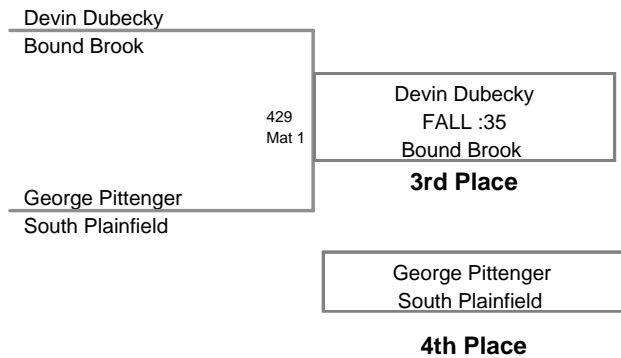 Devin Dubecky
Bound Brook
429
Mat 1
Devin Dubecky
FALL :35
Bound Brook
3rd Place
George Pittenger
South Plainfield
George Pittenger
South Plainfield
4th Place